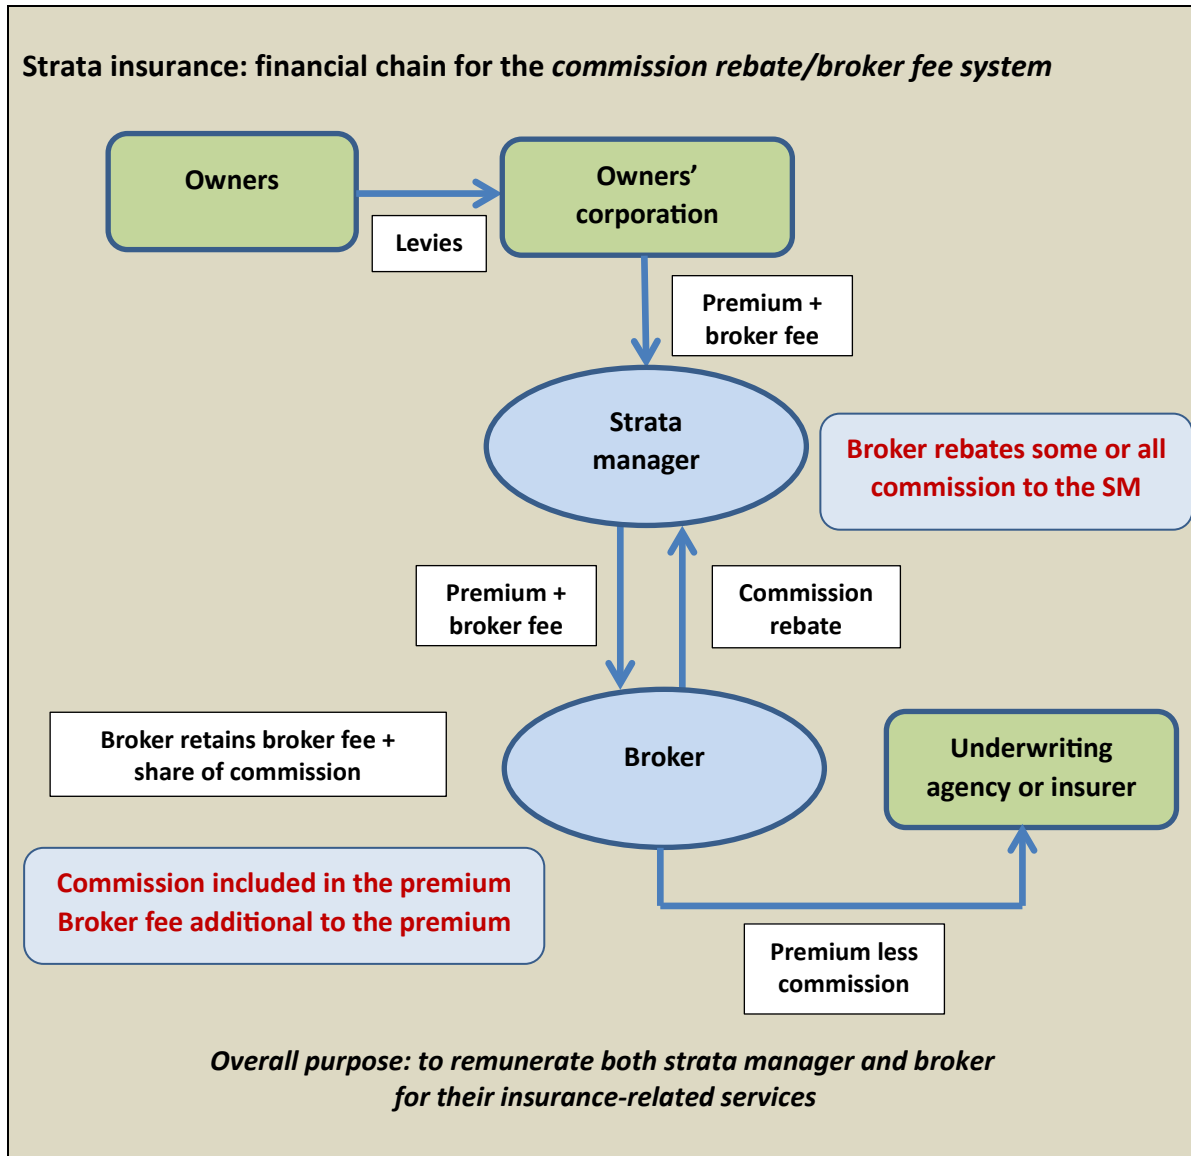 Strata insurance: financial chain for the commission rebate/broker fee system
Owners
Owners’
corporation
Levies
Premium +
broker fee
Strata
manager
Broker rebates some or all
commission to the SM
Premium +
broker fee
Commission
rebate
Broker retains broker fee +
share of commission
Broker
Underwriting
agency or insurer
Commission included in the premium
Broker fee additional to the premium
Premium less
commission
Overall purpose: to remunerate both strata manager and broker
for their insurance-related services